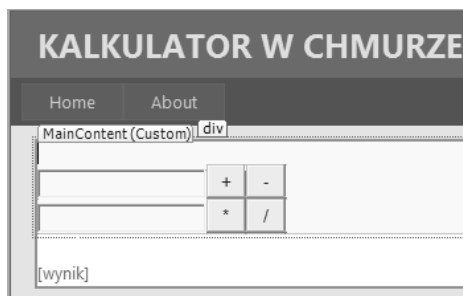 KALKULATOR W CHMURZE
Home About
MainContent (Custom) div
+ -
* /
[wynik]